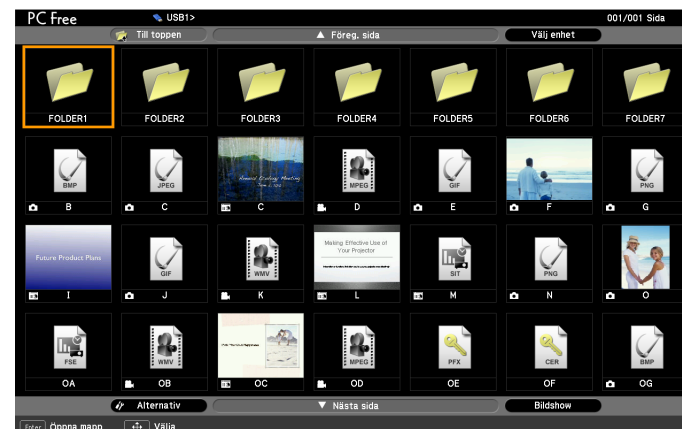 PC Free USB1> 001/001 Sida
Till toppen Föreg. sida Välj enhet
FOLDER1 FOLDER2 FOLDER3 FOLDER4 FOLDER5 FOLDER6 FOLDER7
BMP JPEG Annual Ecology Meeting MPEG GIF PNG
B C C D E F G
Future Product Plans GIF WMV Making Effective Use of Your Projector SIT PNG
I J K L M N O
FSE WMV MPEG PFX CER BMP
OA OB OC OD OE OF OG
Alternativ Nästa sida Bildshow
Enter Öppna mapp Välja